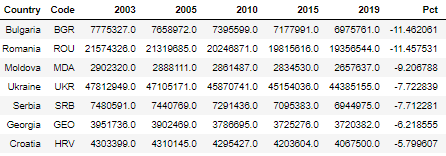 Country Code 2003 2005 2010 2015 2019 Pct
Bulgaria BGR 7775327.0 7658972.0 7395599.0 7177991.0 6975761.0 -11.462061
Romania ROU 21574326.0 21319685.0 20246871.0 19815616.0 19356544.0 -11.457531
Moldova MDA 2902320.0 2888111.0 2861487.0 2834530.0 2657637.0 -9.206788
Ukraine UKR 47812949.0 47105171.0 45870741.0 45154036.0 44385155.0 -7.722839
Serbia SRB 7480591.0 7440769.0 7291436.0 7095383.0 6944975.0 -7.712281
Georgia GEO 3951736.0 3902469.0 3786695.0 3725276.0 3720382.0 -6.218555
Croatia HRV 4303399.0 4310145.0 4295427.0 4203604.0 4067500.0 -5.799607